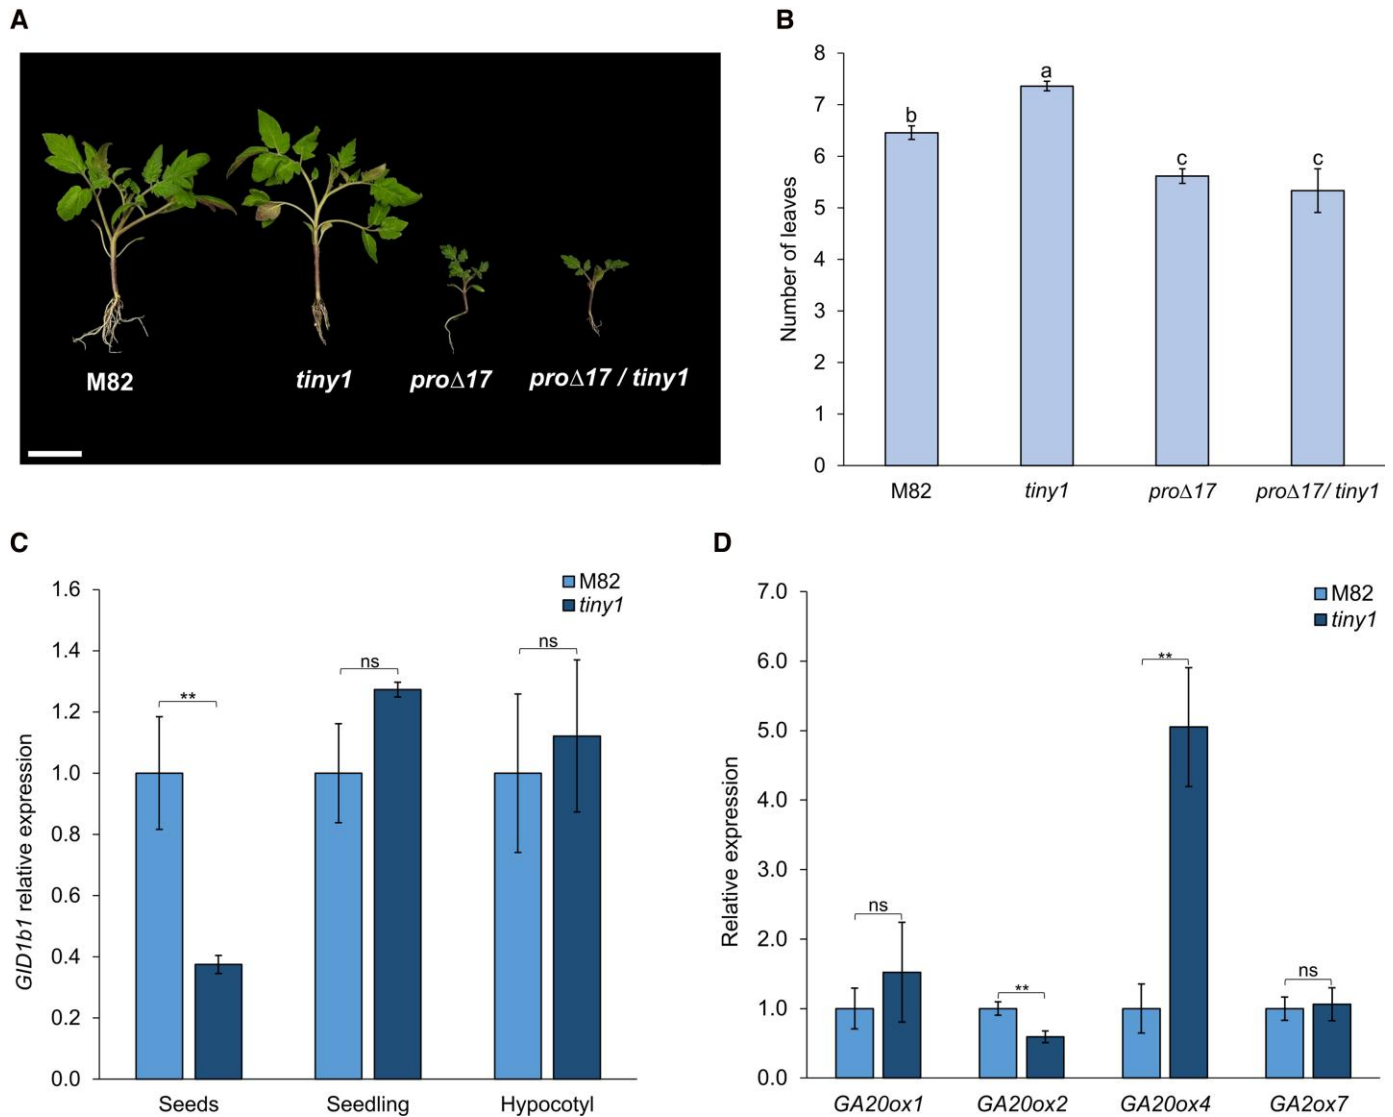 A
M82
tiny1
proΔ17
proΔ17 / tiny1
B
Number of leaves
8
7
6
5
4
3
2
1
0
b
a
c
c
M82
tiny1
proΔ17
proΔ17/ tiny1
C
GID1b1 relative expression
1.6
1.4
1.2
1.0
0.8
0.6
0.4
0.2
0.0
M82
tiny1
**
ns
ns
Seeds
Seedling
Hypocotyl
D
Relative expression
7.0
6.0
5.0
4.0
3.0
2.0
1.0
0.0
M82
tiny1
ns
**
**
ns
GA20ox1
GA20ox2
GA20ox4
GA2ox7